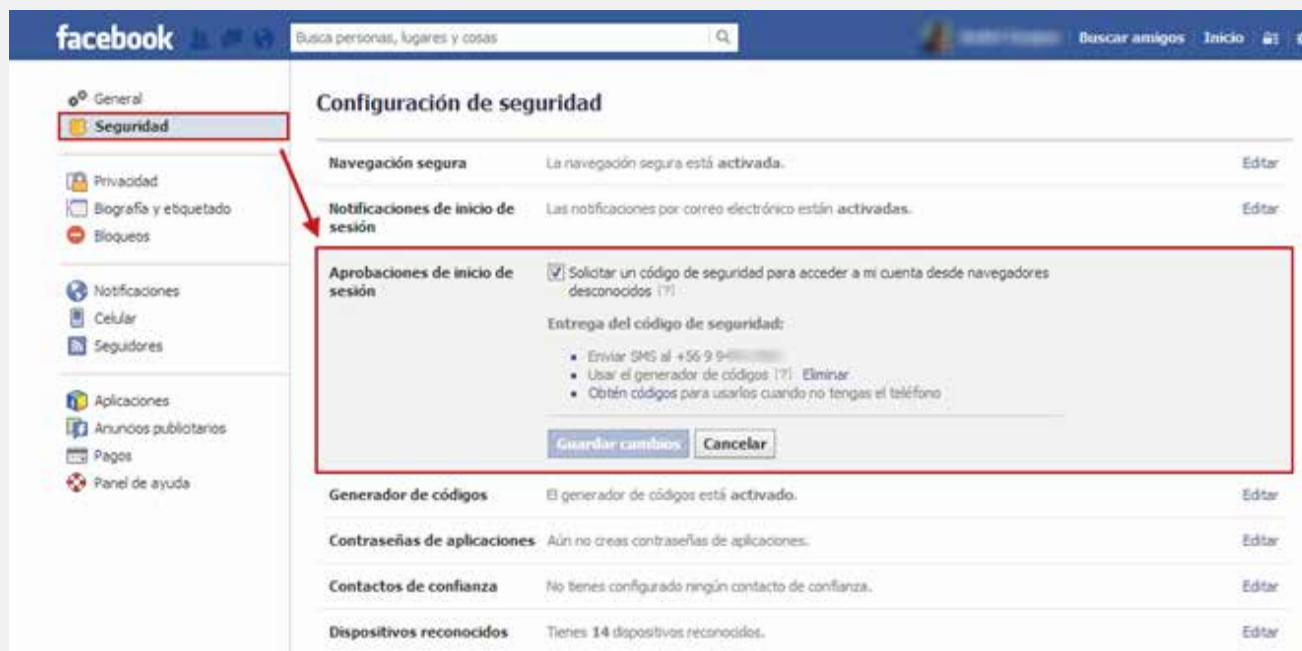 facebook
Busca personas, lugares y cosas
Buscar amigos Inicio
General
Seguridad
Privacidad
Biografía y etiquetado
Bloqueos
Notificaciones
Celular
Seguidores
Aplicaciones
Anuncios publicitarios
Pagos
Panel de ayuda
Configuración de seguridad
Navegación segura La navegación segura está activada. Editar
Notificaciones de inicio de Las notificaciones por correo electrónico están activadas. Editar
sesión
Aprobaciones de inicio de Solicitar un código de seguridad para acceder a mi cuenta desde navegadores
sesión desconocidos [?]
Entrega del código de seguridad:
Enviar SMS al +56 9 9
Usar el generador de códigos [?] Eliminar
Obtén códigos para usarlos cuando no tengas el teléfono
Guardar cambios Cancelar
Generador de códigos El generador de códigos está activado. Editar
Contraseñas de aplicaciones Aún no creas contraseñas de aplicaciones. Editar
Contactos de confianza No tienes configurado ningún contacto de confianza. Editar
Dispositivos reconocidos Tienes 14 dispositivos reconocidos. Editar